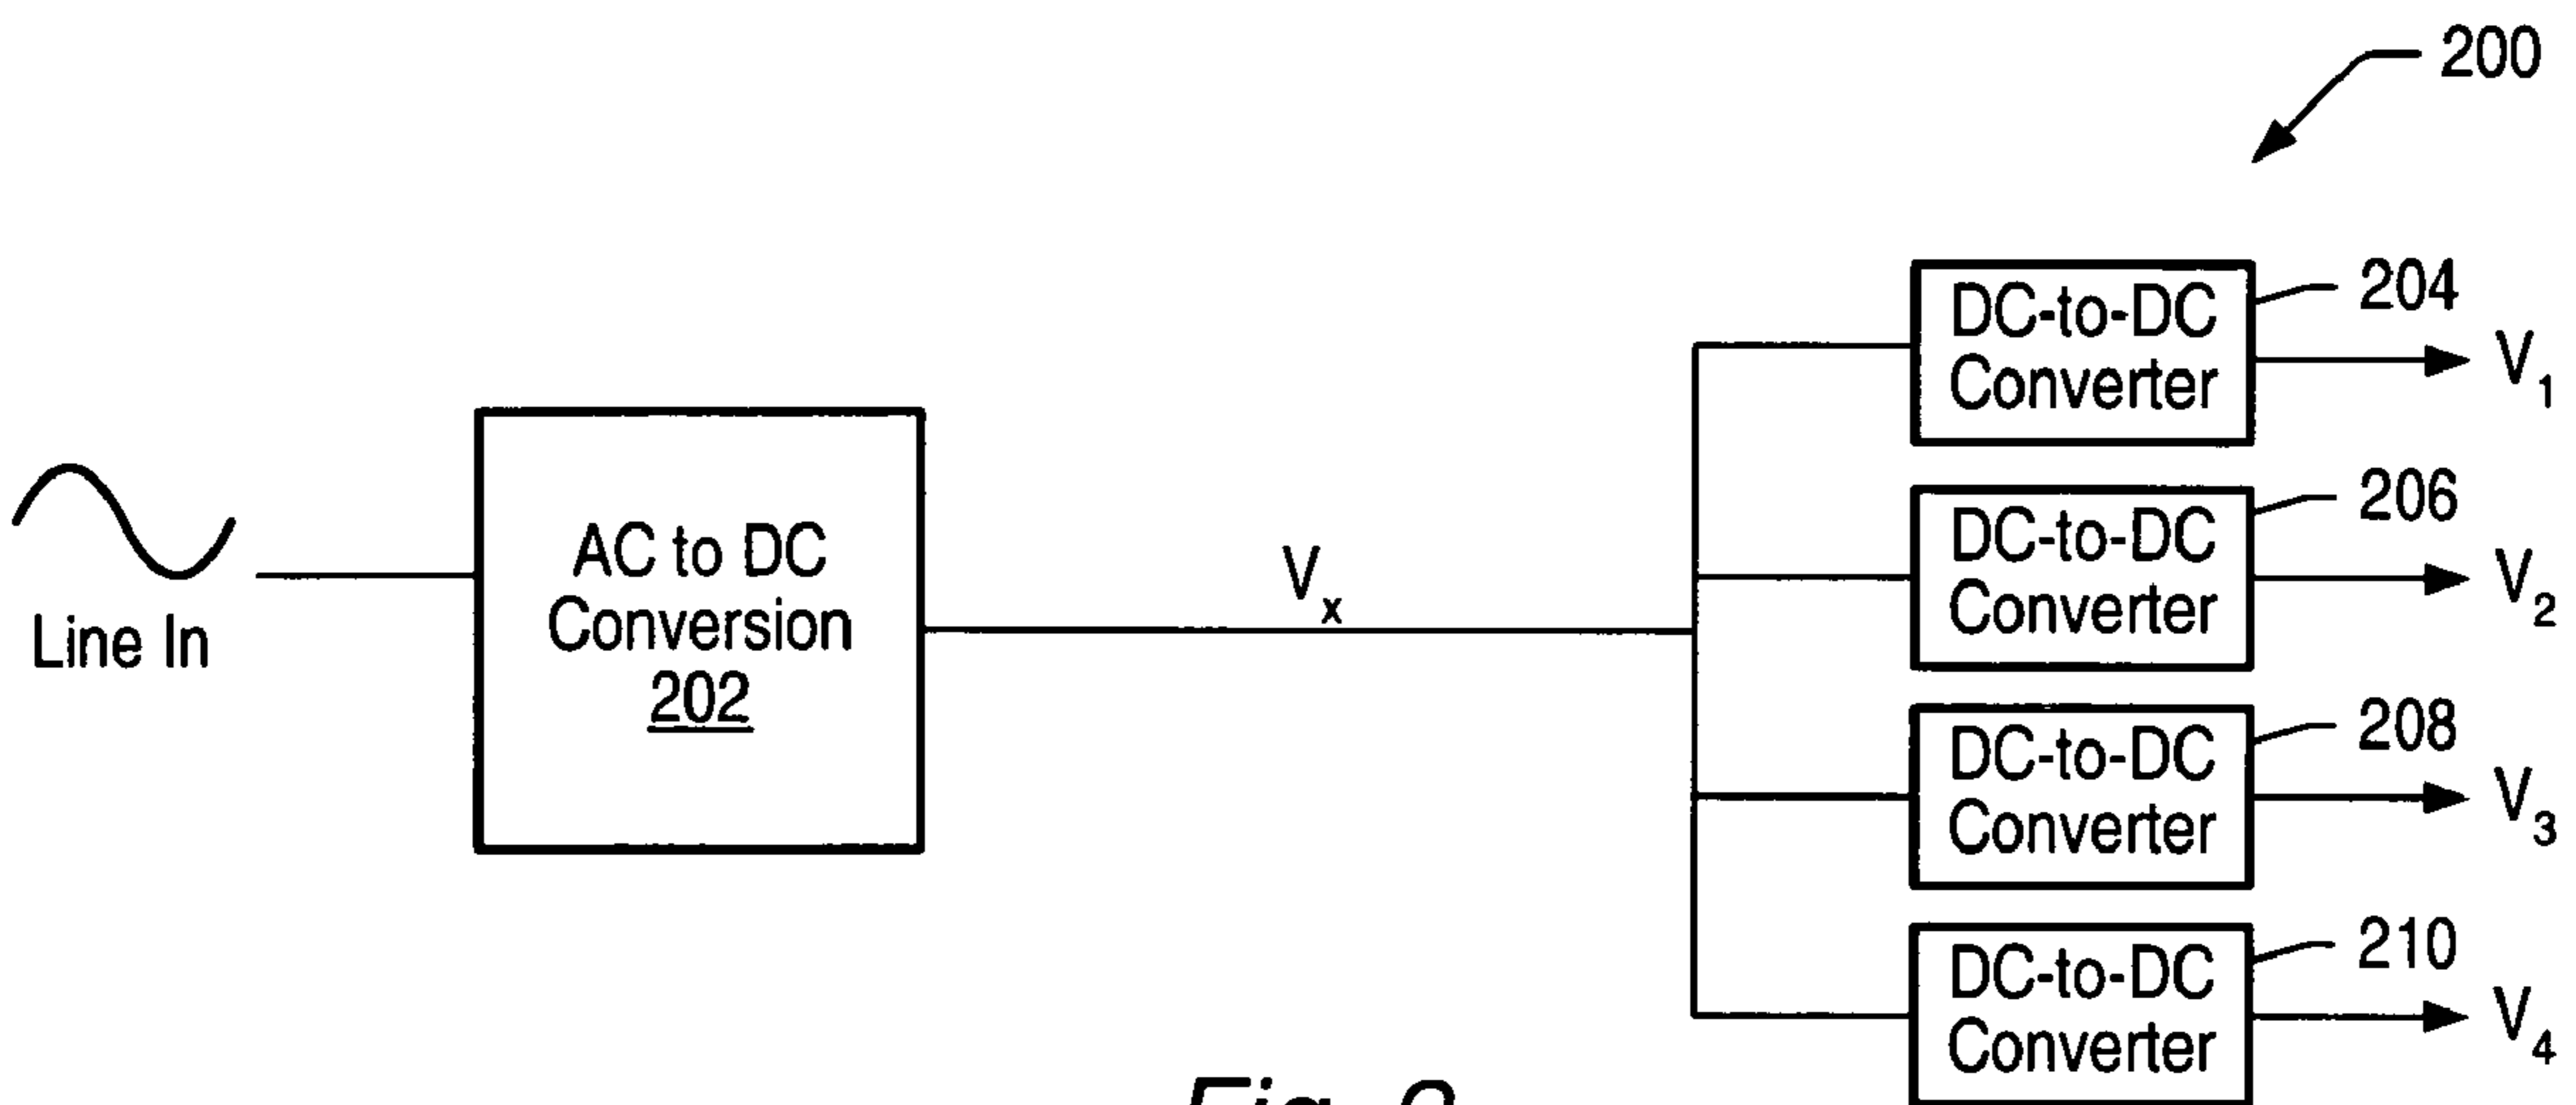 200
DC-to-DC
Converter
204
V1
Line In
AC to DC
Conversion
202
Vx
DC-to-DC
Converter
206
V2
DC-to-DC
Converter
208
V3
DC-to-DC
Converter
210
V4
Fig.